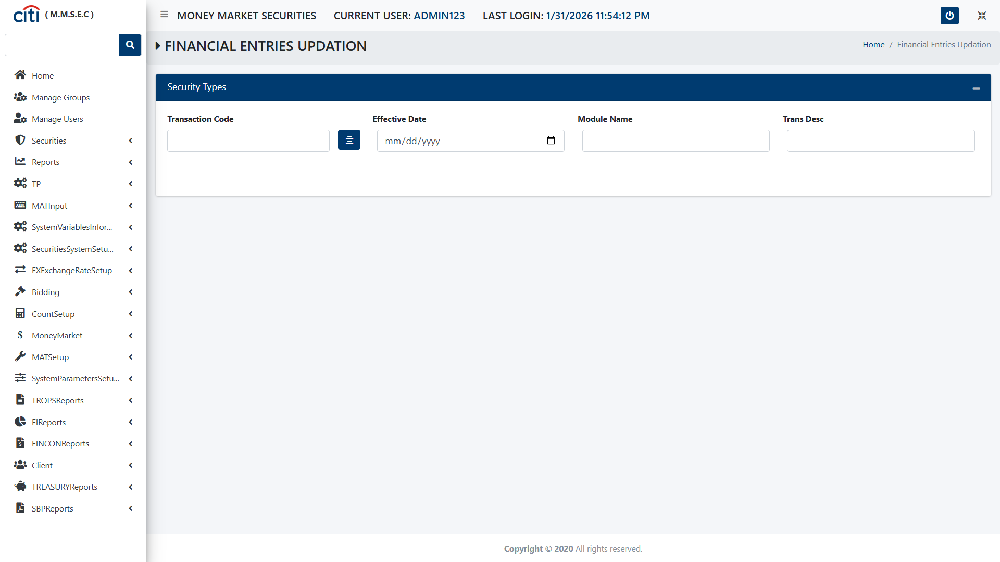 citi ( M.M.S.E.C )
MONEY MARKET SECURITIES CURRENT USER: ADMIN123 LAST LOGIN: 1/31/2026 11:54:12 PM
FINANCIAL ENTRIES UPDATION
Home / Financial Entries Updation
Home
Manage Groups
Manage Users
Securities
Reports
TP
MATInput
SystemVariablesInfor...
SecuritiesSystemSetu...
FXExchangeRateSetup
Bidding
CountSetup
MoneyMarket
MATSetup
SystemParametersSetu...
TROPSReports
FIReports
FINCONReports
Client
TREASURYReports
SBPReports
Security Types
Transaction Code Effective Date Module Name Trans Desc
mm/dd/yyyy
Copyright © 2020 All rights reserved.